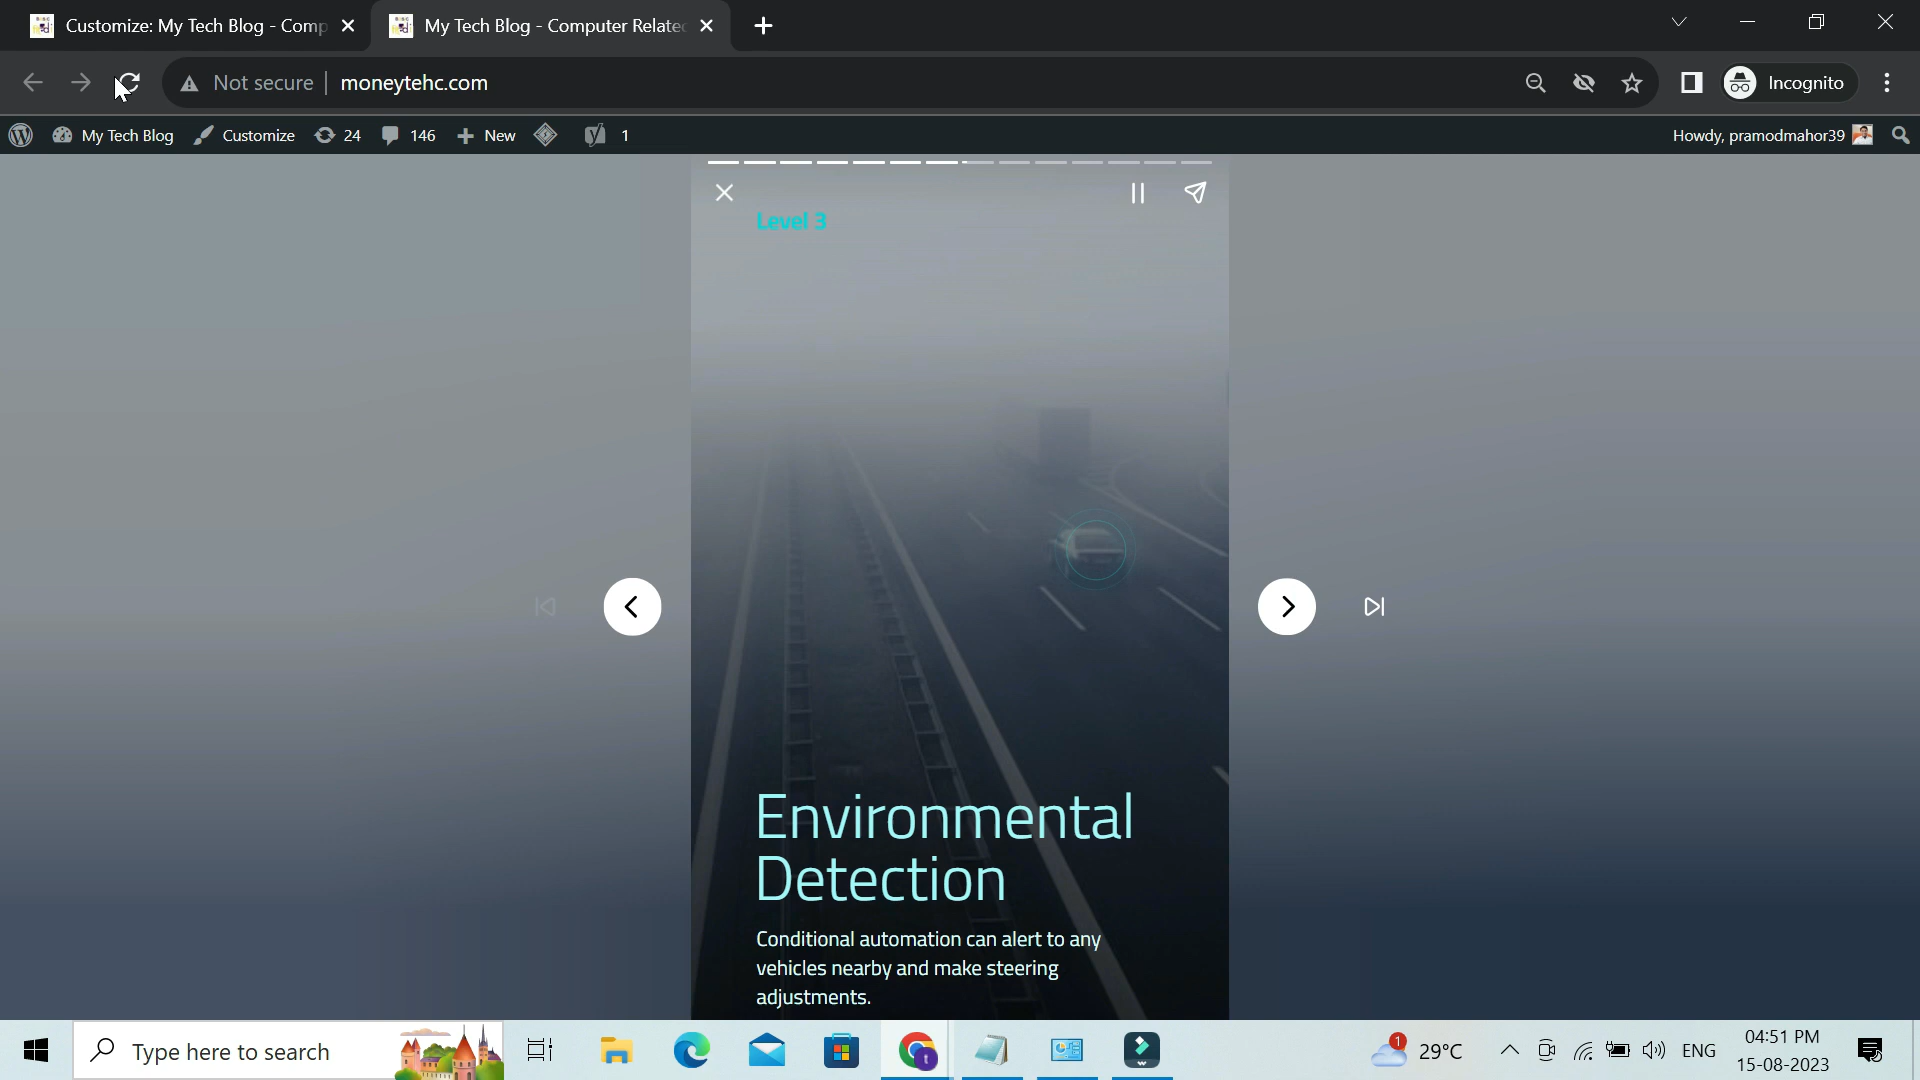 Customize: My Tech Blog - Comp
My Tech Blog - Computer Relate
Not secure
moneytehc.com
Incognito
My Tech Blog
Customize
24
146
New
1
Howdy, pramodmahor39
Level 3
Environmental
Detection
Conditional automation can alert to any
vehicles nearby and make steering
adjustments.
Type here to search
1
29°C
ENG
04:51 PM
15-08-2023